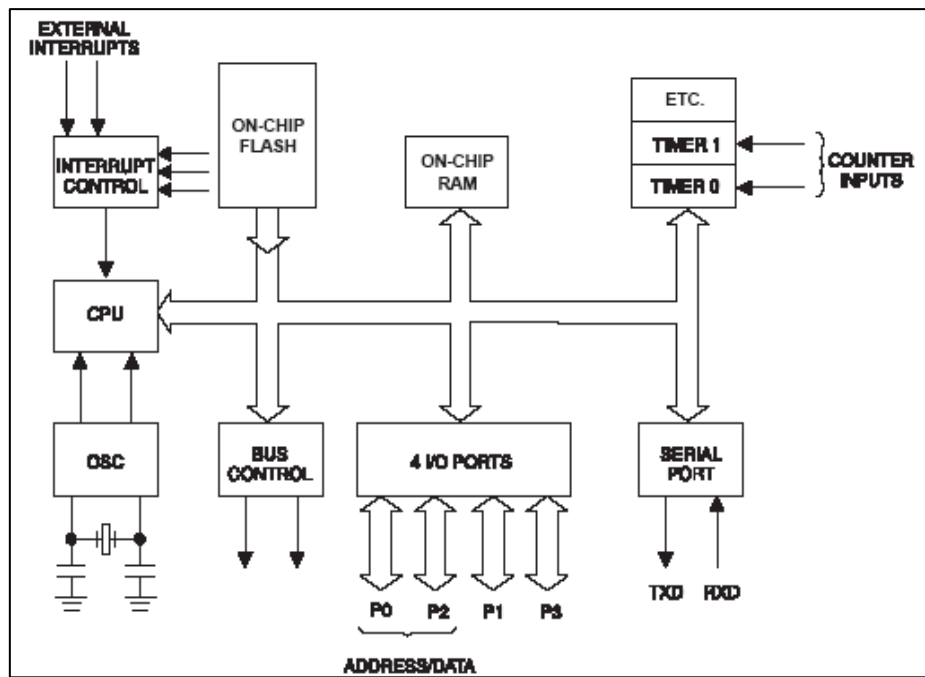 EXTERNAL
INTERRUPTS
INTERRUPT
CONTROL
ON-CHIP
FLASH
ON-CHIP
RAM
ETC.
TIMER 1
TIMER 0
COUNTER
INPUTS
CPU
OSC
BUS
CONTROL
4 I/O PORTS
SERIAL
PORT
TXD RXD
P0 P2 P1 P3
ADDRESS/DATA